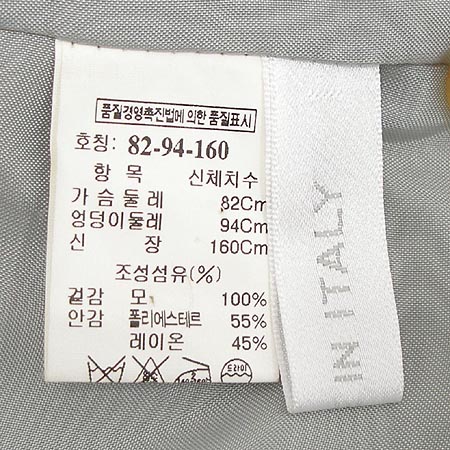 품질경영촉진법에 의한 품질표시
호칭: 82-94-160
항 목 신체치수
가슴둘레 82Cm
엉덩이둘레 94Cm
신 장 160Cm
조성섬유(%)
겉감 모 100%
안감 폴리에스테르 55%
레이온 45%
드라이
IN ITALY